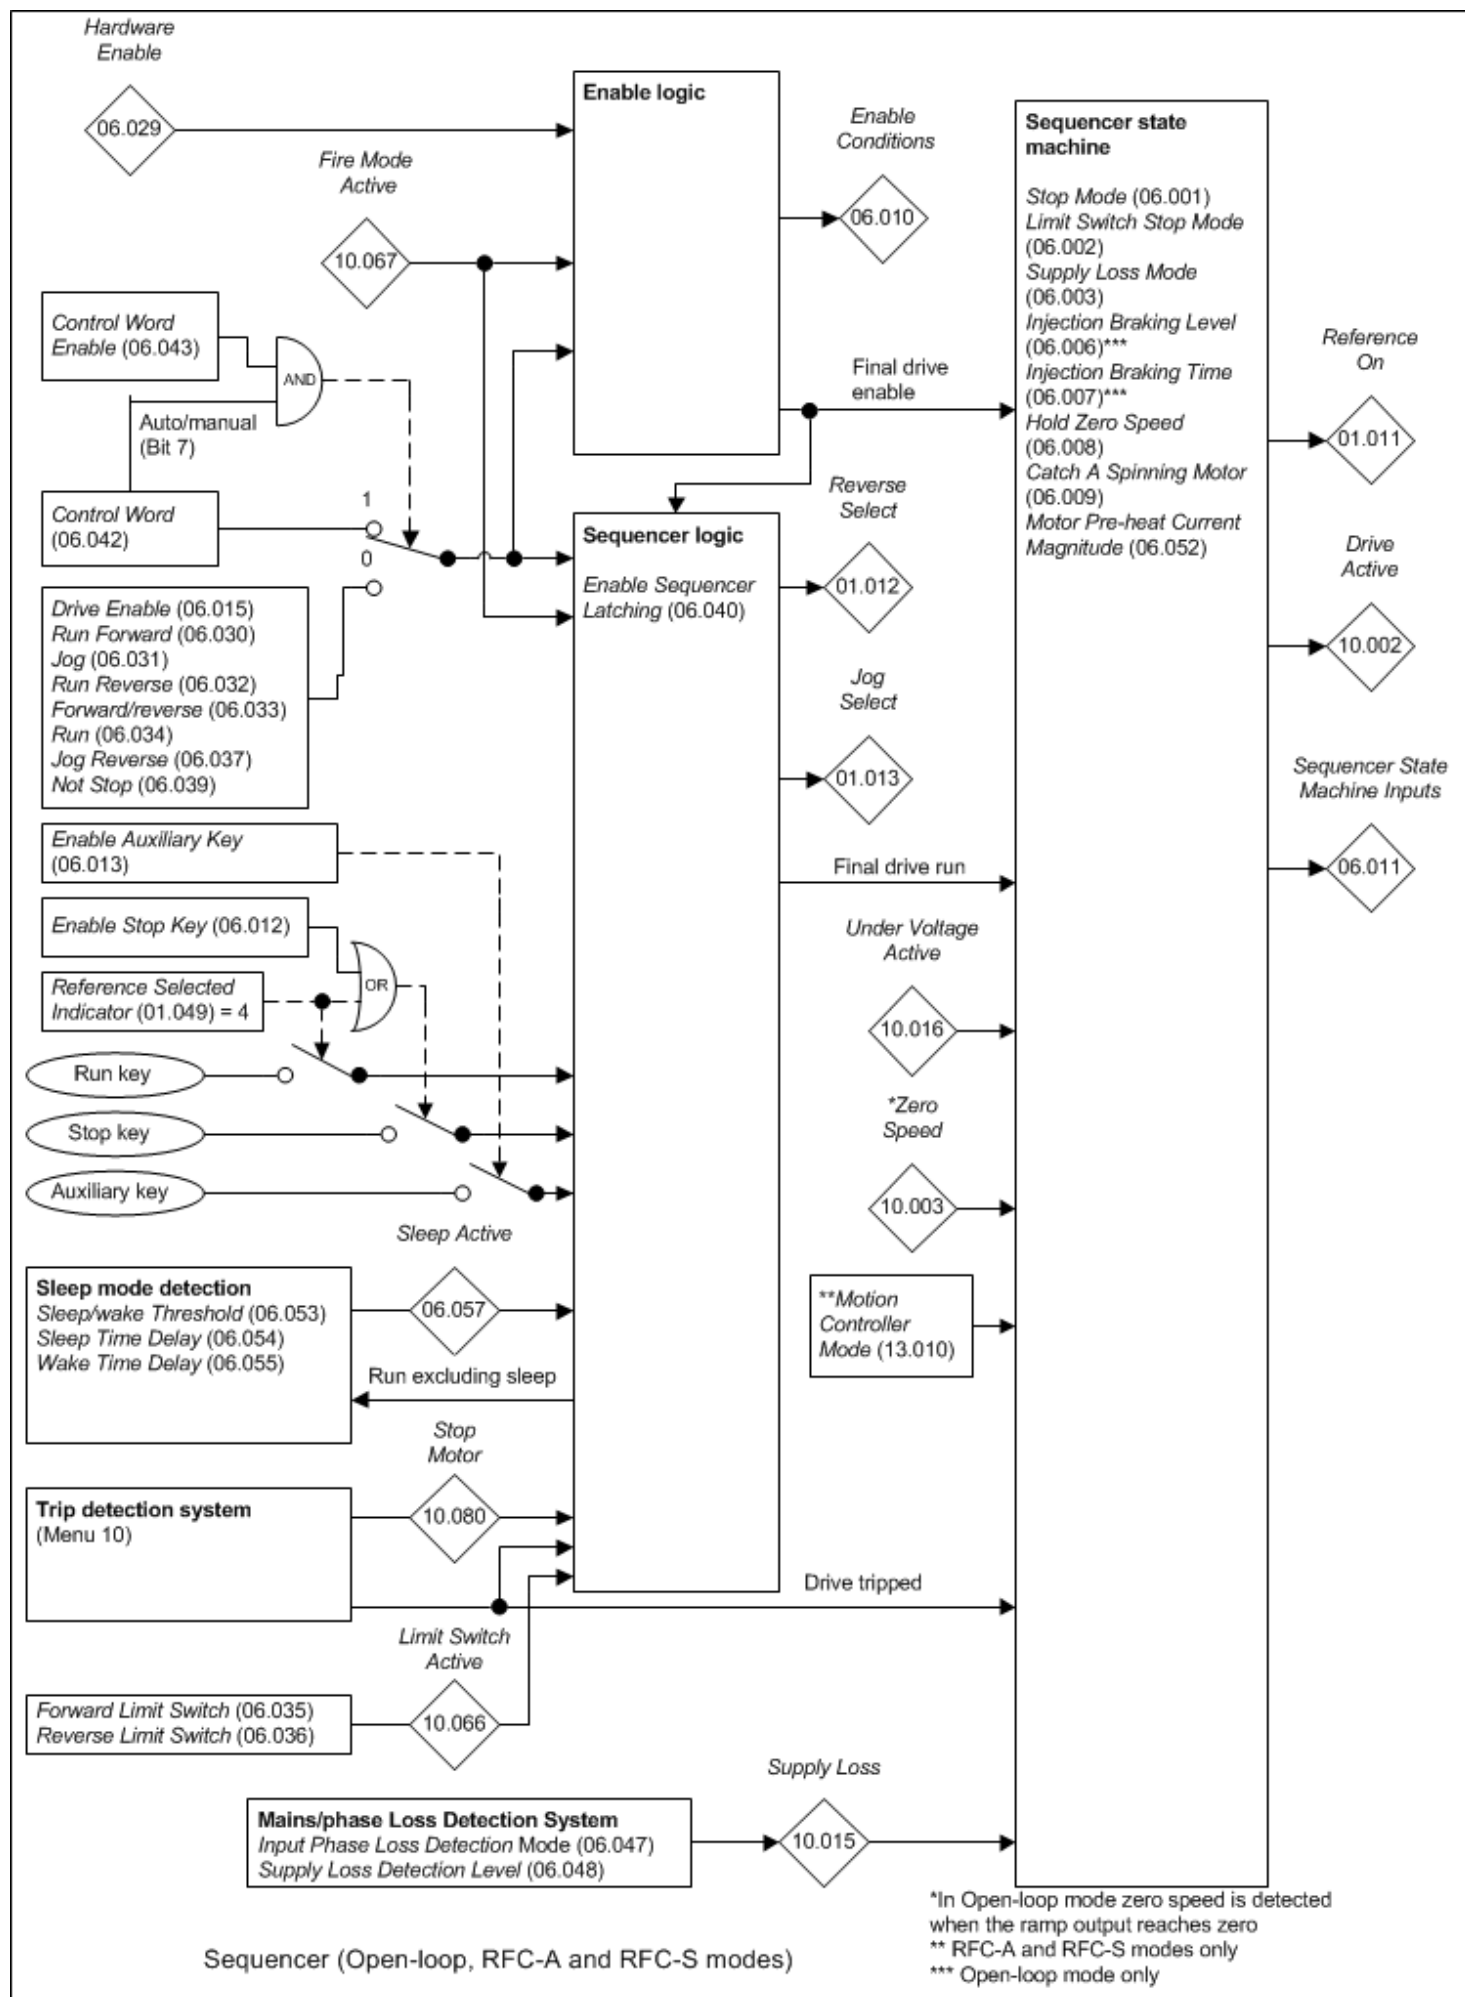 Hardware
Enable
06.029
Fire Mode
Active
10.067
Enable logic
Enable
Conditions
06.010
Control Word
Enable (06.043)
AND
Auto/manual
(Bit 7)
Control Word
(06.042)
1
0
Drive Enable (06.015)
Run Forward (06.030)
Jog (06.031)
Run Reverse (06.032)
Forward/reverse (06.033)
Run (06.034)
Jog Reverse (06.037)
Not Stop (06.039)
Enable Auxiliary Key
(06.013)
Enable Stop Key (06.012)
Reference Selected
Indicator (01.049) = 4
OR
Run key
Stop key
Auxiliary key
Sleep Active
06.057
Sleep mode detection
Sleep/wake Threshold (06.053)
Sleep Time Delay (06.054)
Wake Time Delay (06.055)
Run excluding sleep
Stop
Motor
10.080
Trip detection system
(Menu 10)
Limit Switch
Active
10.066
Forward Limit Switch (06.035)
Reverse Limit Switch (06.036)
Sequencer logic
Enable Sequencer
Latching (06.040)
Final drive
enable
Reverse
Select
01.012
Jog
Select
01.013
Final drive run
Under Voltage
Active
10.016
*Zero
Speed
10.003
**Motion
Controller
Mode (13.010)
Drive tripped
Supply Loss
10.015
Mains/phase Loss Detection System
Input Phase Loss Detection Mode (06.047)
Supply Loss Detection Level (06.048)
Sequencer state
machine
Stop Mode (06.001)
Limit Switch Stop Mode
(06.002)
Supply Loss Mode
(06.003)
Injection Braking Level
(06.006)***
Injection Braking Time
(06.007)***
Hold Zero Speed
(06.008)
Catch A Spinning Motor
(06.009)
Motor Pre-heat Current
Magnitude (06.052)
Reference
On
01.011
Drive
Active
10.002
Sequencer State
Machine Inputs
06.011
*In Open-loop mode zero speed is detected
when the ramp output reaches zero
** RFC-A and RFC-S modes only
*** Open-loop mode only
Sequencer (Open-loop, RFC-A and RFC-S modes)